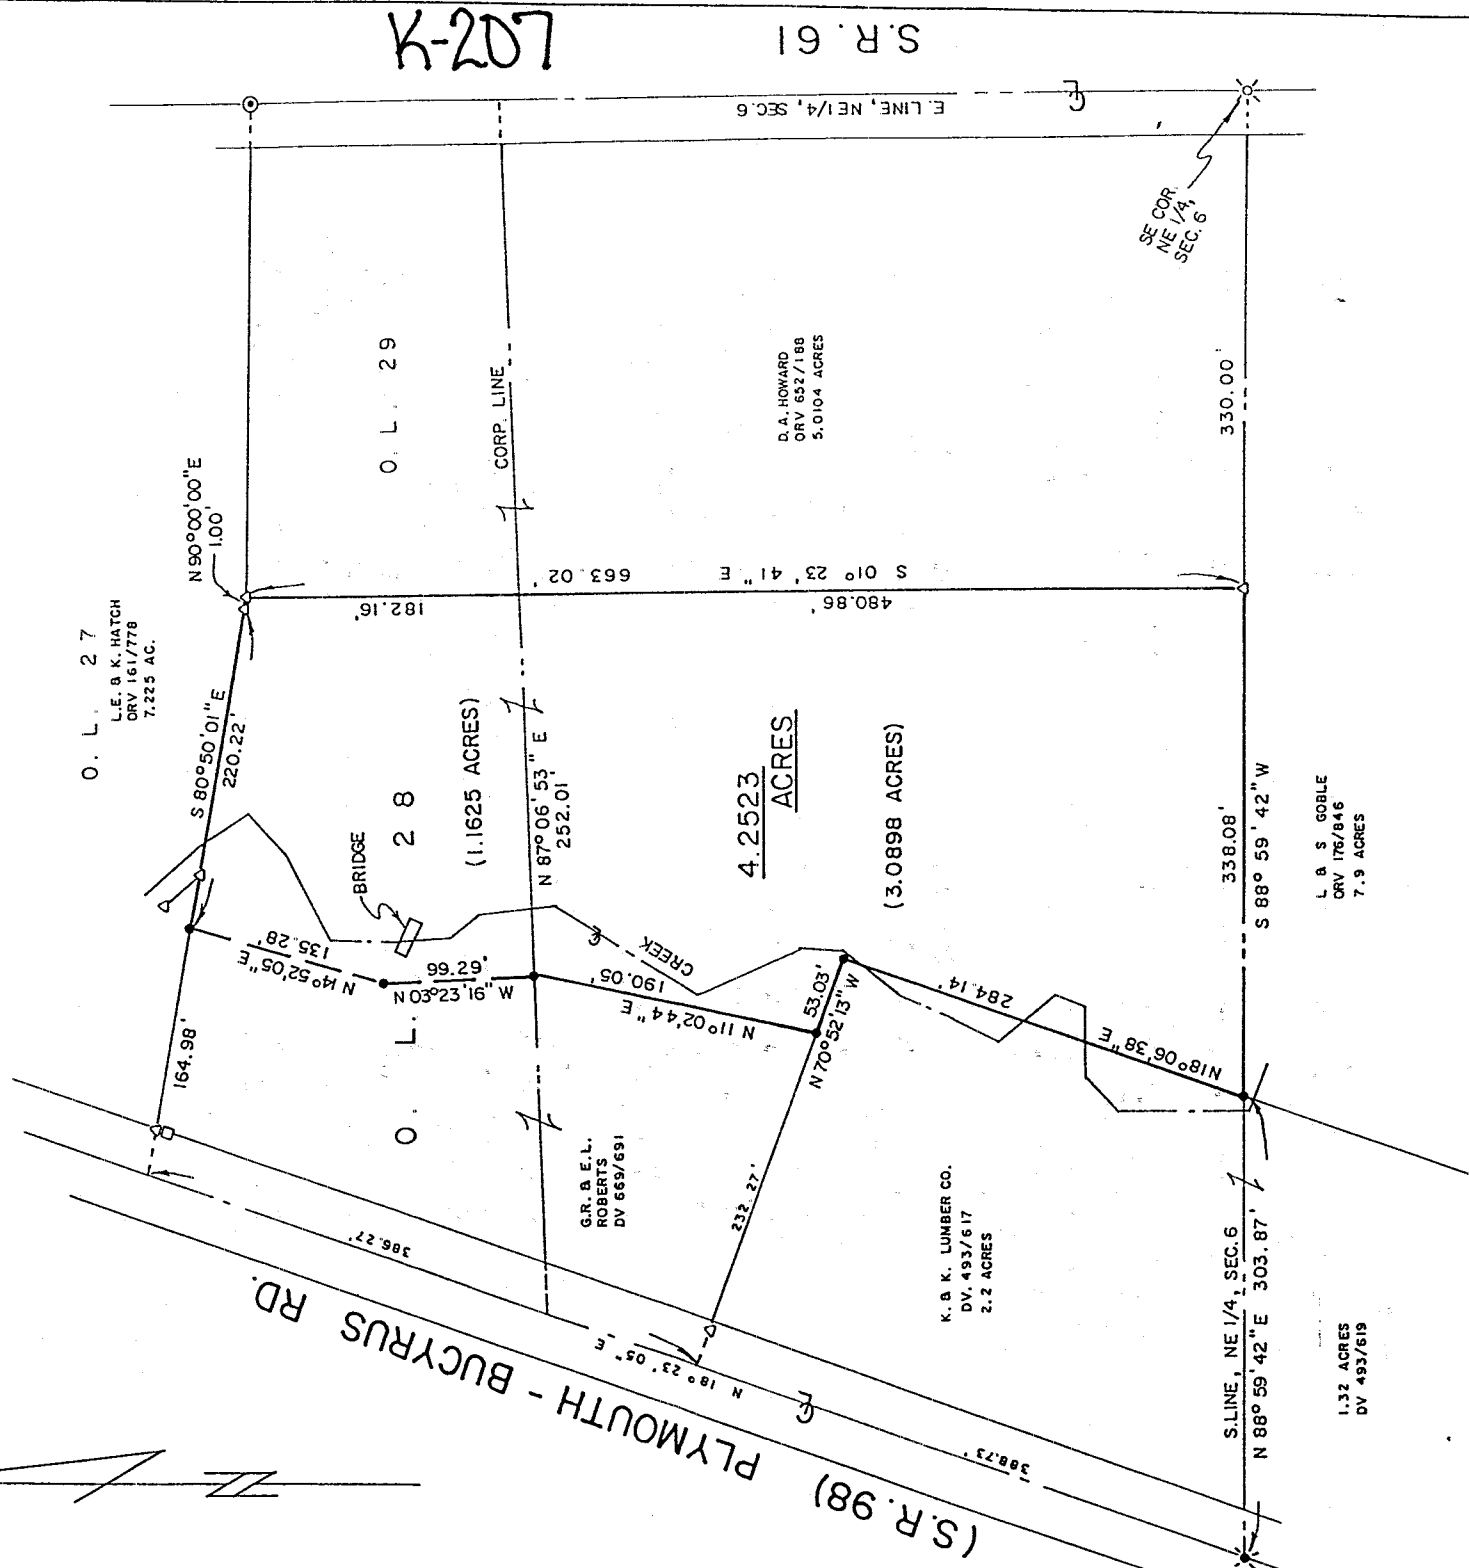 K-207
S.R. 61
E. LINE, NE 1/4, SEC. 6
SE COR.
NE 1/4,
SEC. 6
O. L. 29
CORP. LINE
D. A. HOWARD
ORV 652/188
5.0104 ACRES
330.00'
N 90°00'00" E
1.00'
O. L. 27
L.E. & K. HATCH
ORV 161/778
7.225 AC.
S 80°50'01" E
220.22'
182.16'
663.02'
S 01° 23' 41" E
480.86'
O. L. 28
(1.1625 ACRES)
BRIDGE
N 87° 06' 53" E
252.01'
4.2523
ACRES
(3.0898 ACRES)
338.08'
S 88° 59' 42" W
L & S GOBLE
ORV 176/846
7.9 ACRES
135.28'
N 14°52'05" E
99.29'
N 03°23'16" W
CREEK
190.05'
N 11°02'44" E
53.03'
N 70°52'13" W
284.14'
N18°06'38" E
164.98'
G.R. & E.L.
ROBERTS
DV 669/691
232.27'
K. & K. LUMBER CO.
DV. 493/617
2.2 ACRES
S.LINE, NE 1/4, SEC. 6
N 88° 59' 42" E 303.87'
1.32 ACRES
DV 493/619
386.27'
N 18° 23' 05" E
388.73'
PLYMOUTH - BUCYRUS RD.
(S.R. 98)